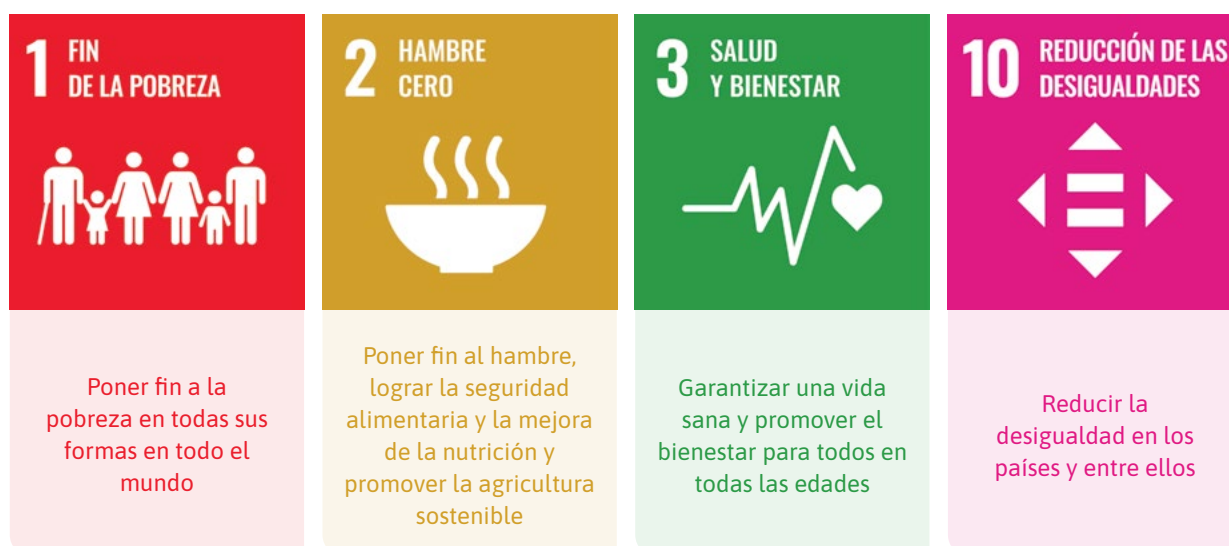 1 FIN
DE LA POBREZA
Poner fin a la
pobreza en todas sus
formas en todo el
mundo
2 HAMBRE
CERO
Poner fin al hambre,
lograr la seguridad
alimentaria y la mejora
de la nutrición y
promover la agricultura
sostenible
3 SALUD
Y BIENESTAR
Garantizar una vida
sana y promover el
bienestar para todos en
todas las edades
10 REDUCCIÓN DE LAS
DESIGUALDADES
Reducir la
desigualdad en los
países y entre ellos